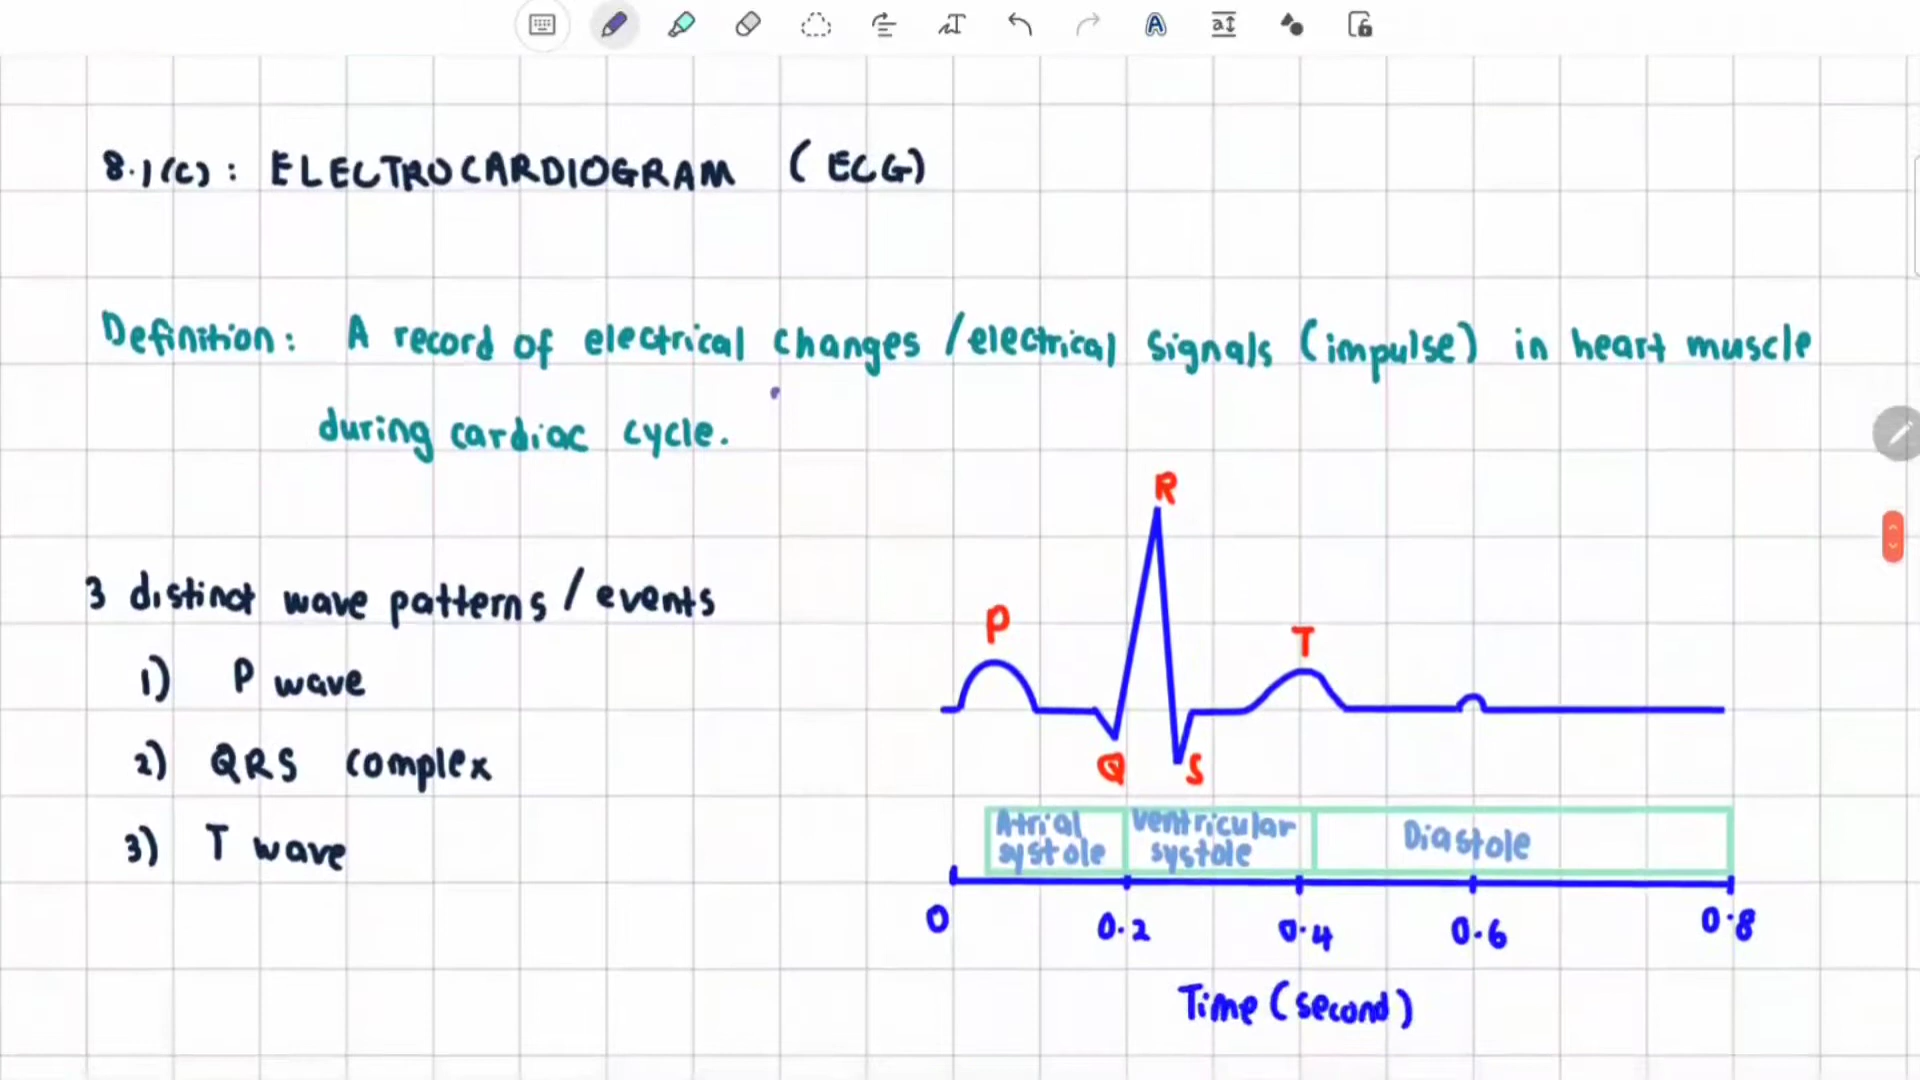 8.1(c): ELECTROCARDIOGRAM (ECG)
Definition: A record of electrical changes/electrical signals (impulse) in heart muscle
during cardiac cycle.
3 distinct wave patterns/events
1) P wave
2) QRS complex
3) T wave
R
P
T
Q
S
Atrial systole
Ventricular systole
Diastole
0
0.2
0.4
0.6
0.8
Time (second)